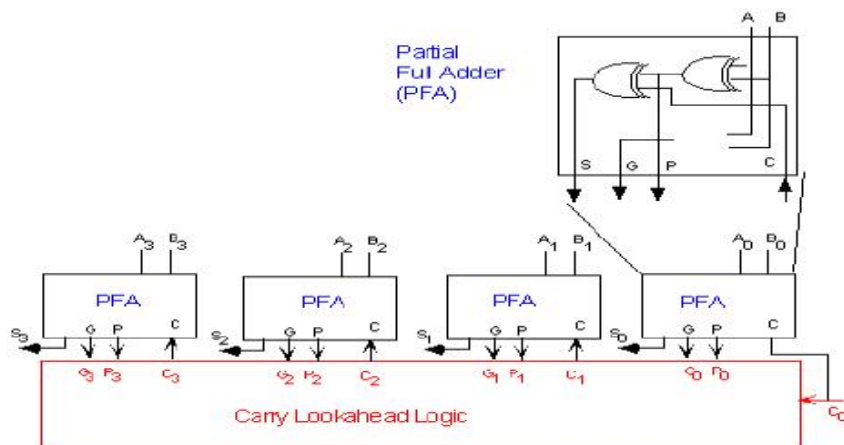 A B
Partial
Full Adder
(PFA)
S G P C
A3 B3 A2 B2 A1 B1 A0 B0
PFA PFA PFA PFA
G P C G P C G P C G P C
S3 S2 S1 S0
G3 P3 C3 G2 P2 C2 G1 P1 C1 G0 P0
C0
Carry Lookahead Logic